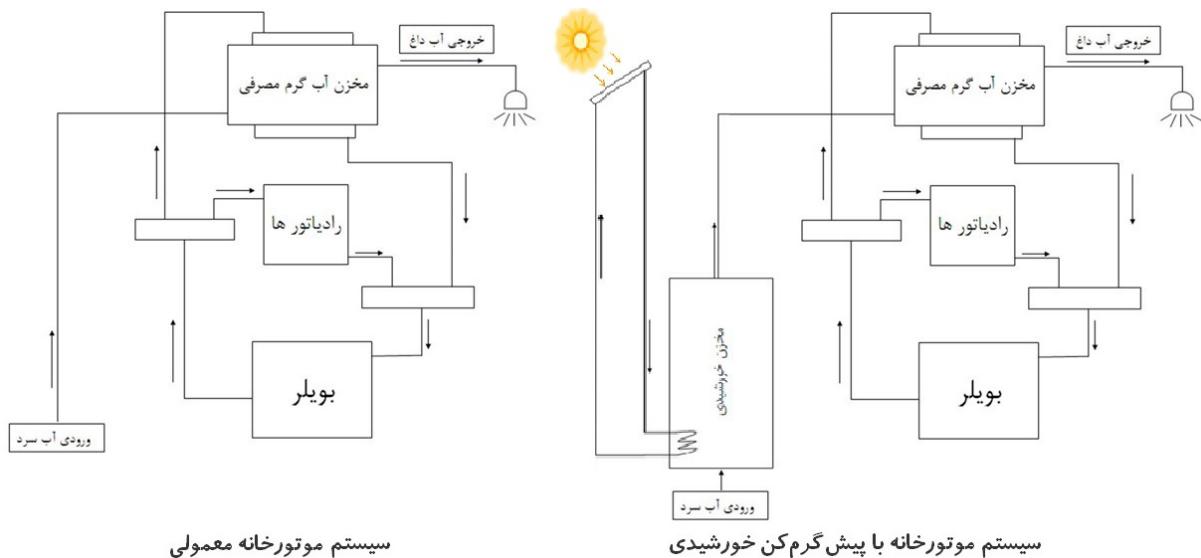 خروجی آب داغ
مخزن آب گرم مصرفی
رادیاتور ها
مخزن خورشیدی
بویلر
ورودی آب سرد
سیستم موتورخانه با پیش گرم کن خورشیدی
خروجی آب داغ
مخزن آب گرم مصرفی
رادیاتور ها
بویلر
ورودی آب سرد
سیستم موتورخانه معمولی